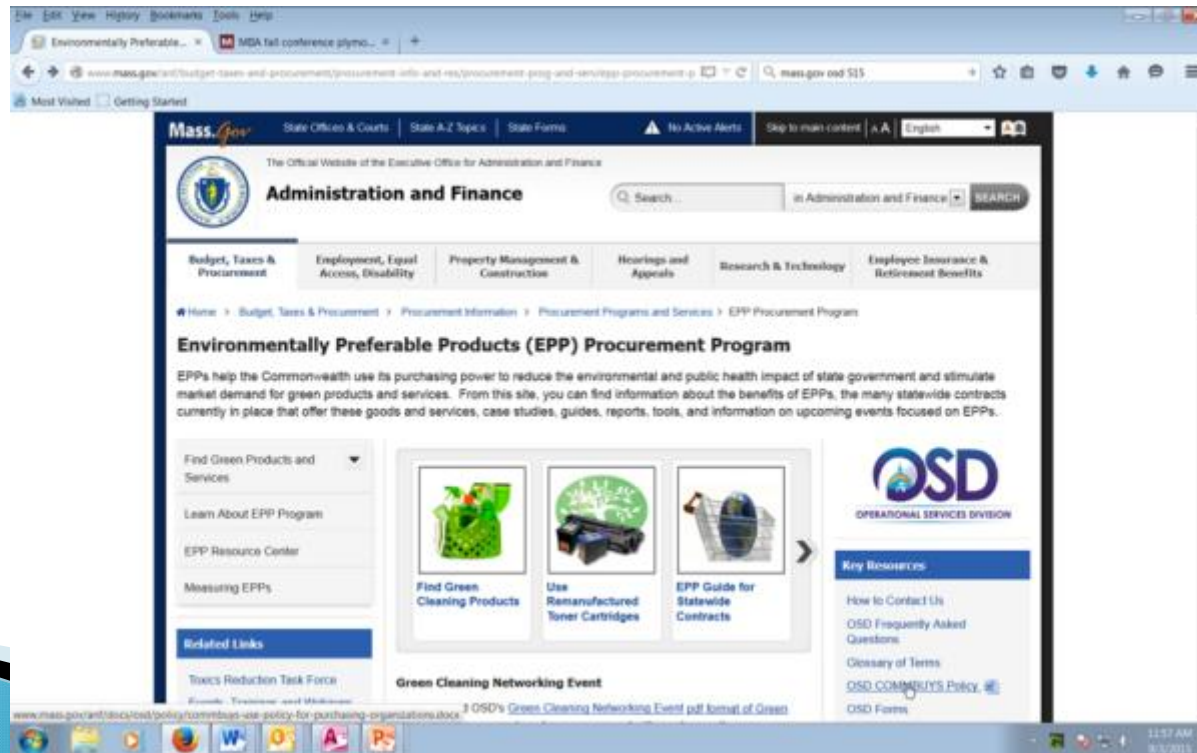 File Edit View History Bookmarks Tools Help
Environmentally Preferable... × MBA fall conference plymo... × +
www.mass.gov/anf/budget-taxes-and-procurement/procurement-info-and-res/procurement-prog-and-serv/epp-procurement-p mass.gov osd 515
Most Visited Getting Started
Mass.Gov State Offices & Courts State A-Z Topics State Forms No Active Alerts Skip to main content A A English
The Official Website of the Executive Office for Administration and Finance
Administration and Finance
Search... in Administration and Finance SEARCH
Budget, Taxes & Procurement
Employment, Equal Access, Disability
Property Management & Construction
Hearings and Appeals
Research & Technology
Employee Insurance & Retirement Benefits
Home > Budget, Taxes & Procurement > Procurement Information > Procurement Programs and Services > EPP Procurement Program
Environmentally Preferable Products (EPP) Procurement Program
EPPs help the Commonwealth use its purchasing power to reduce the environmental and public health impact of state government and stimulate
market demand for green products and services. From this site, you can find information about the benefits of EPPs, the many statewide contracts
currently in place that offer these goods and services, case studies, guides, reports, tools, and information on upcoming events focused on EPPs.
Find Green Products and
Services
Learn About EPP Program
EPP Resource Center
Measuring EPPs
Related Links
Toxics Reduction Task Force
Events, Trainings and Webinars
Find Green
Cleaning Products
Use
Remanufactured
Toner Cartridges
EPP Guide for
Statewide
Contracts
Green Cleaning Networking Event
OSD's Green Cleaning Networking Event pdf format of Green
OSD
OPERATIONAL SERVICES DIVISION
Key Resources
How to Contact Us
OSD Frequently Asked
Questions
Glossary of Terms
OSD COMMBUYS Policy
OSD Forms
www.mass.gov/anf/docs/osd/policy/commbuys-use-policy-for-purchasing-organizations.docx
11:57 AM